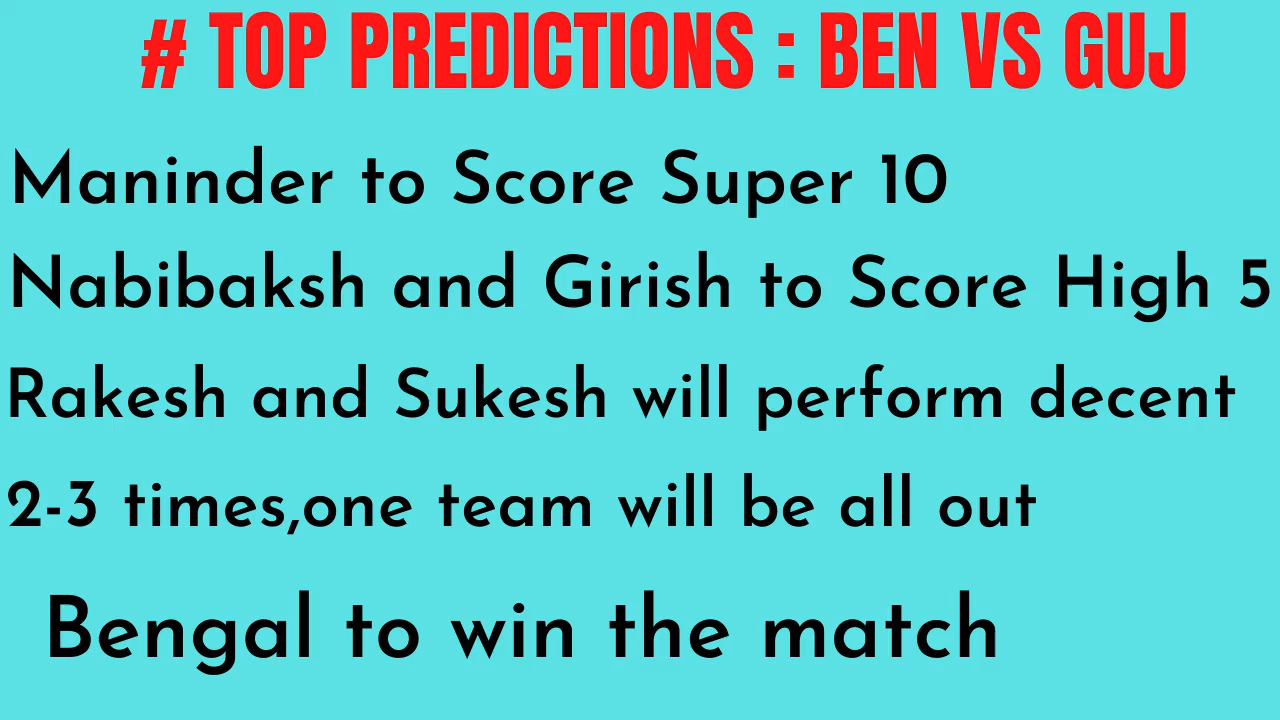 # TOP PREDICTIONS : BEN VS GUJ
Maninder to Score Super 10
Nabibaksh and Girish to Score High 5
Rakesh and Sukesh will perform decent
2-3 times,one team will be all out
Bengal to win the match